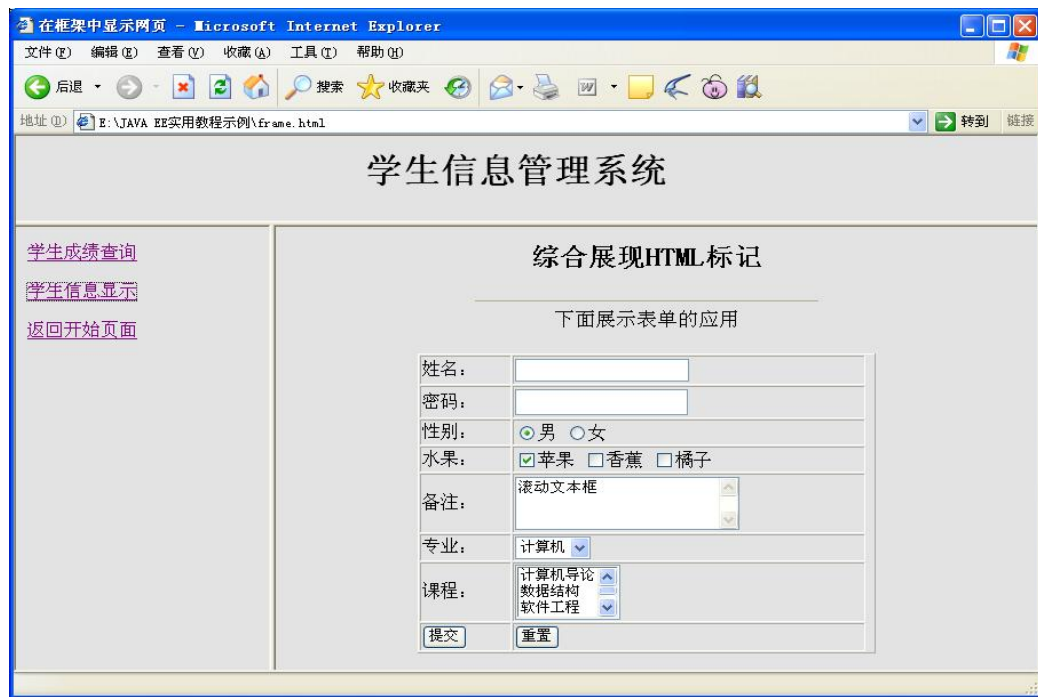 在框架中显示网页 - Microsoft Internet Explorer
文件(F) 编辑(E) 查看(V) 收藏(A) 工具(T) 帮助(H)
后退 搜索 收藏夹
地址(D) E:\JAVA EE实用教程示例\frame.html 转到 链接
学生信息管理系统
学生成绩查询
学生信息显示
返回开始页面
综合展现HTML标记
下面展示表单的应用
姓名：
密码：
性别： 男 女
水果： 苹果 香蕉 橘子
备注： 滚动文本框
专业： 计算机
课程： 计算机导论
数据结构
软件工程
提交 重置